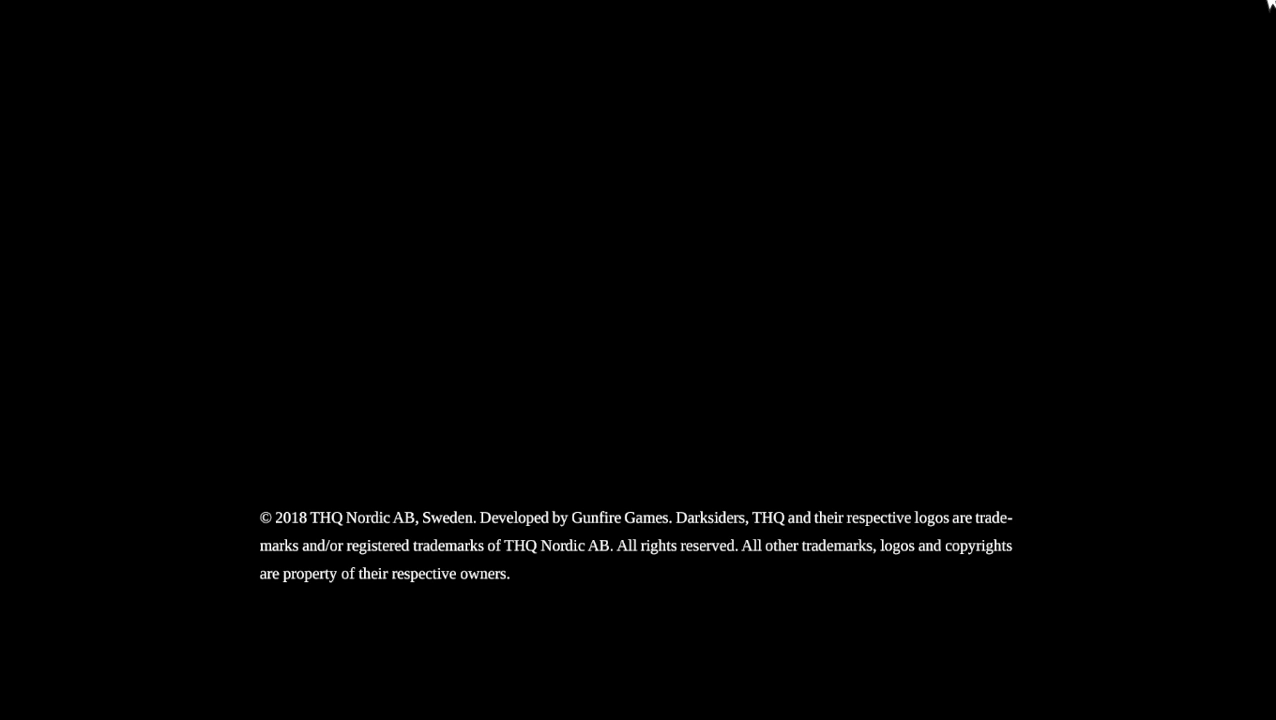 © 2018 THQ Nordic AB, Sweden. Developed by Gunfire Games. Darksiders, THQ and their respective logos are trade-
marks and/or registered trademarks of THQ Nordic AB. All rights reserved. All other trademarks, logos and copyrights
are property of their respective owners.